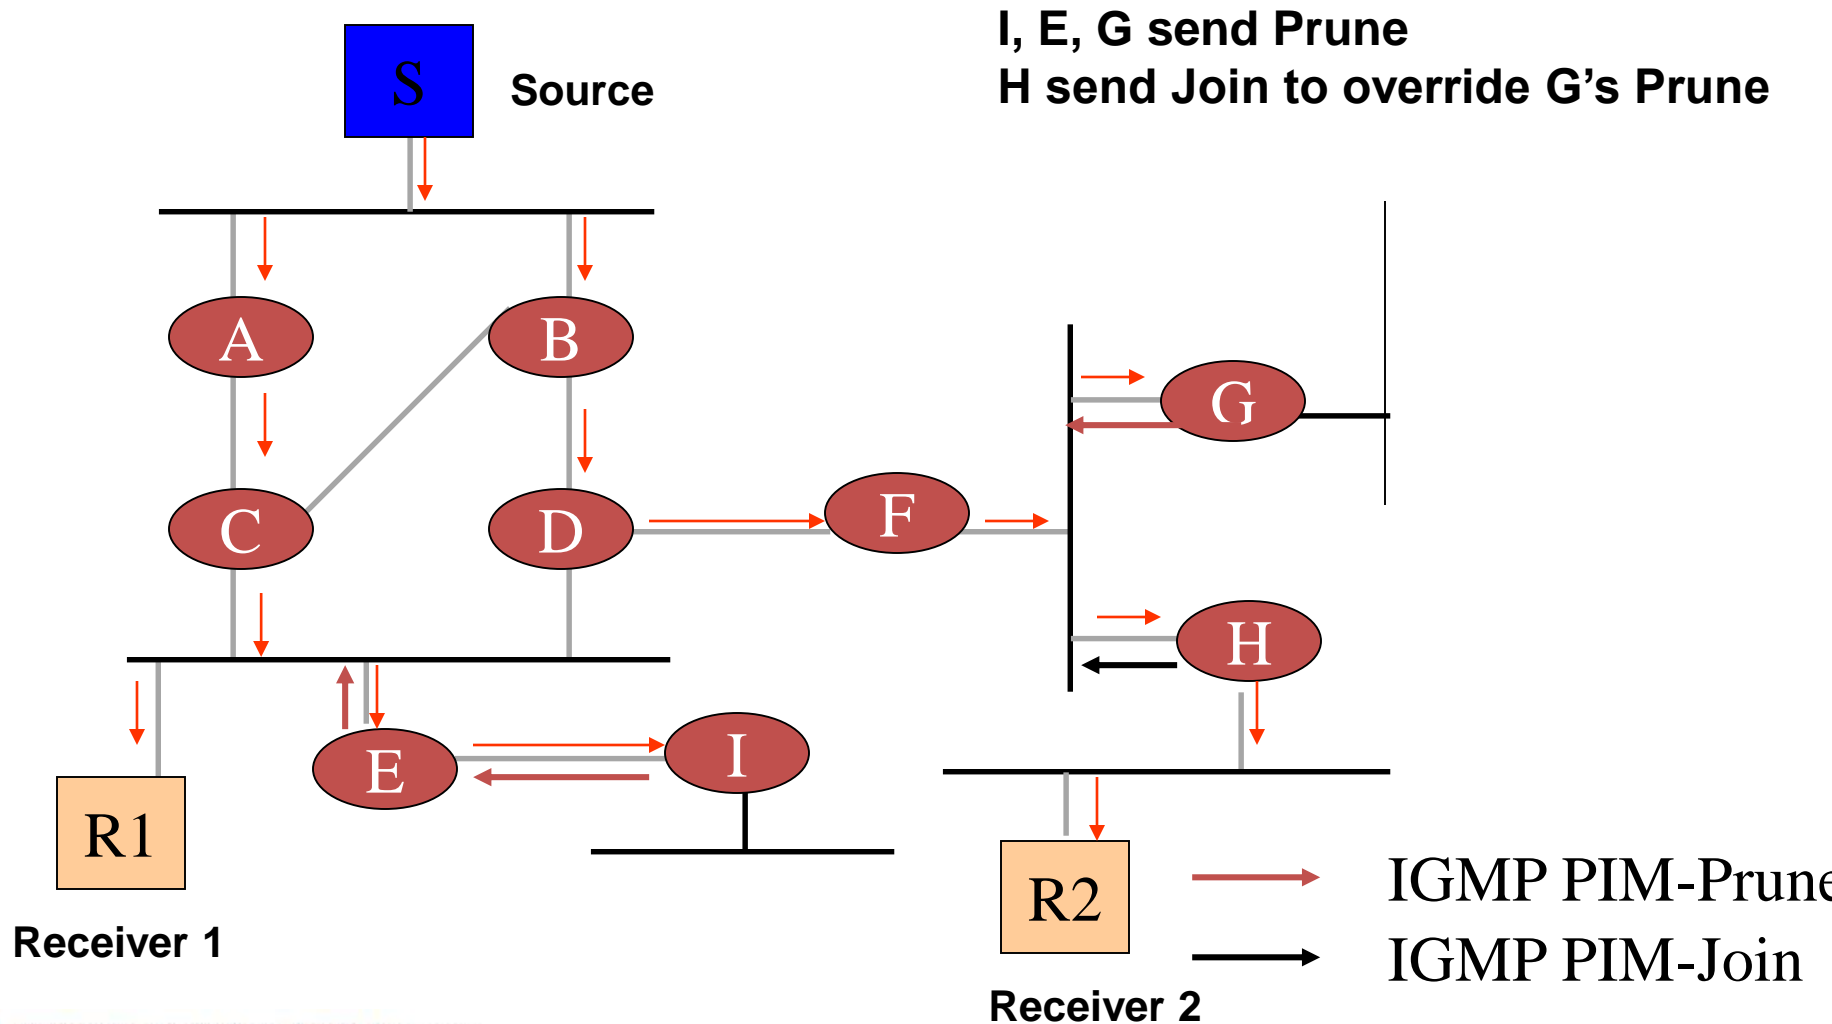 I, E, G send Prune
H send Join to override G's Prune
S
Source
A
B
G
C
D
F
H
E
I
R1
R2
IGMP PIM-Prune
IGMP PIM-Join
Receiver 1
Receiver 2